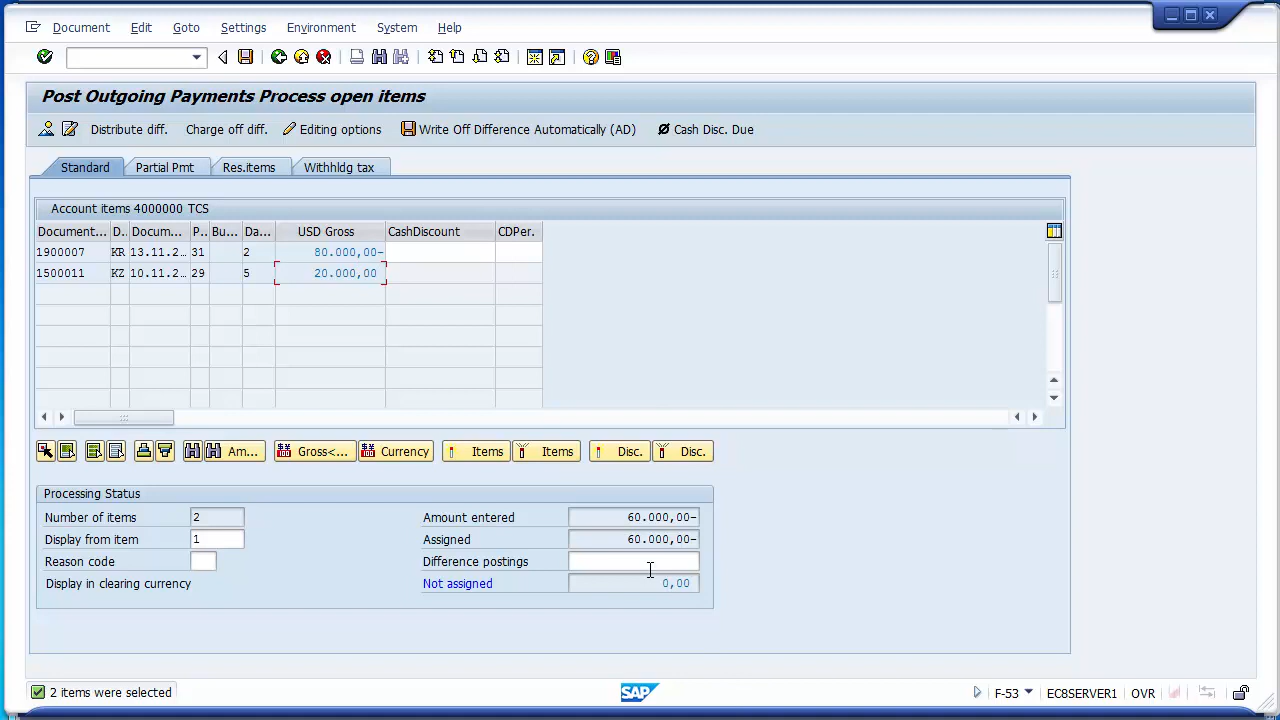 Document Edit Goto Settings Environment System Help
Post Outgoing Payments Process open items
Distribute diff. Charge off diff. Editing options Write Off Difference Automatically (AD) Cash Disc. Due
Standard Partial Pmt Res.items Withhldg tax
Account items 4000000 TCS
Document... D. Docum... P.. Bu... Da... USD Gross CashDiscount CDPer.
1900007 KR 13.11.2... 31 2 80.000,00-
1500011 KZ 10.11.2... 29 5 20.000,00
Am... Gross<... Currency Items Items Disc. Disc.
Processing Status
Number of items 2 Amount entered 60.000,00-
Display from item 1 Assigned 60.000,00-
Reason code Difference postings
Display in clearing currency Not assigned 0,00
2 items were selected SAP F-53 EC8SERVER1 OVR